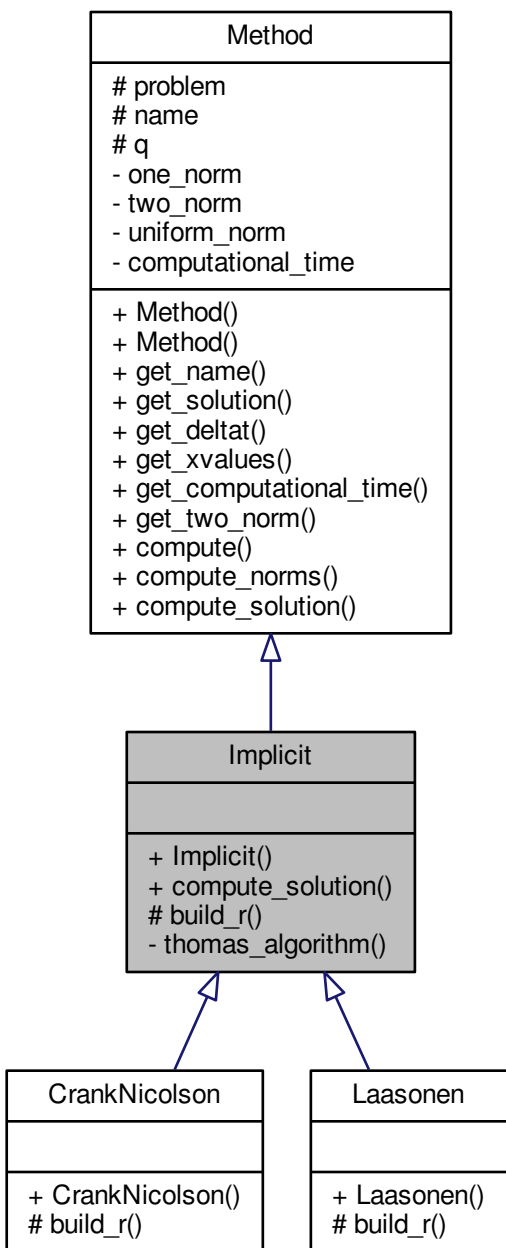 Method
# problem
# name
# q
- one_norm
- two_norm
- uniform_norm
- computational_time
+ Method()
+ Method()
+ get_name()
+ get_solution()
+ get_deltat()
+ get_xvalues()
+ get_computational_time()
+ get_two_norm()
+ compute()
+ compute_norms()
+ compute_solution()
Implicit
+ Implicit()
+ compute_solution()
# build_r()
- thomas_algorithm()
CrankNicolson
+ CrankNicolson()
# build_r()
Laasonen
+ Laasonen()
# build_r()